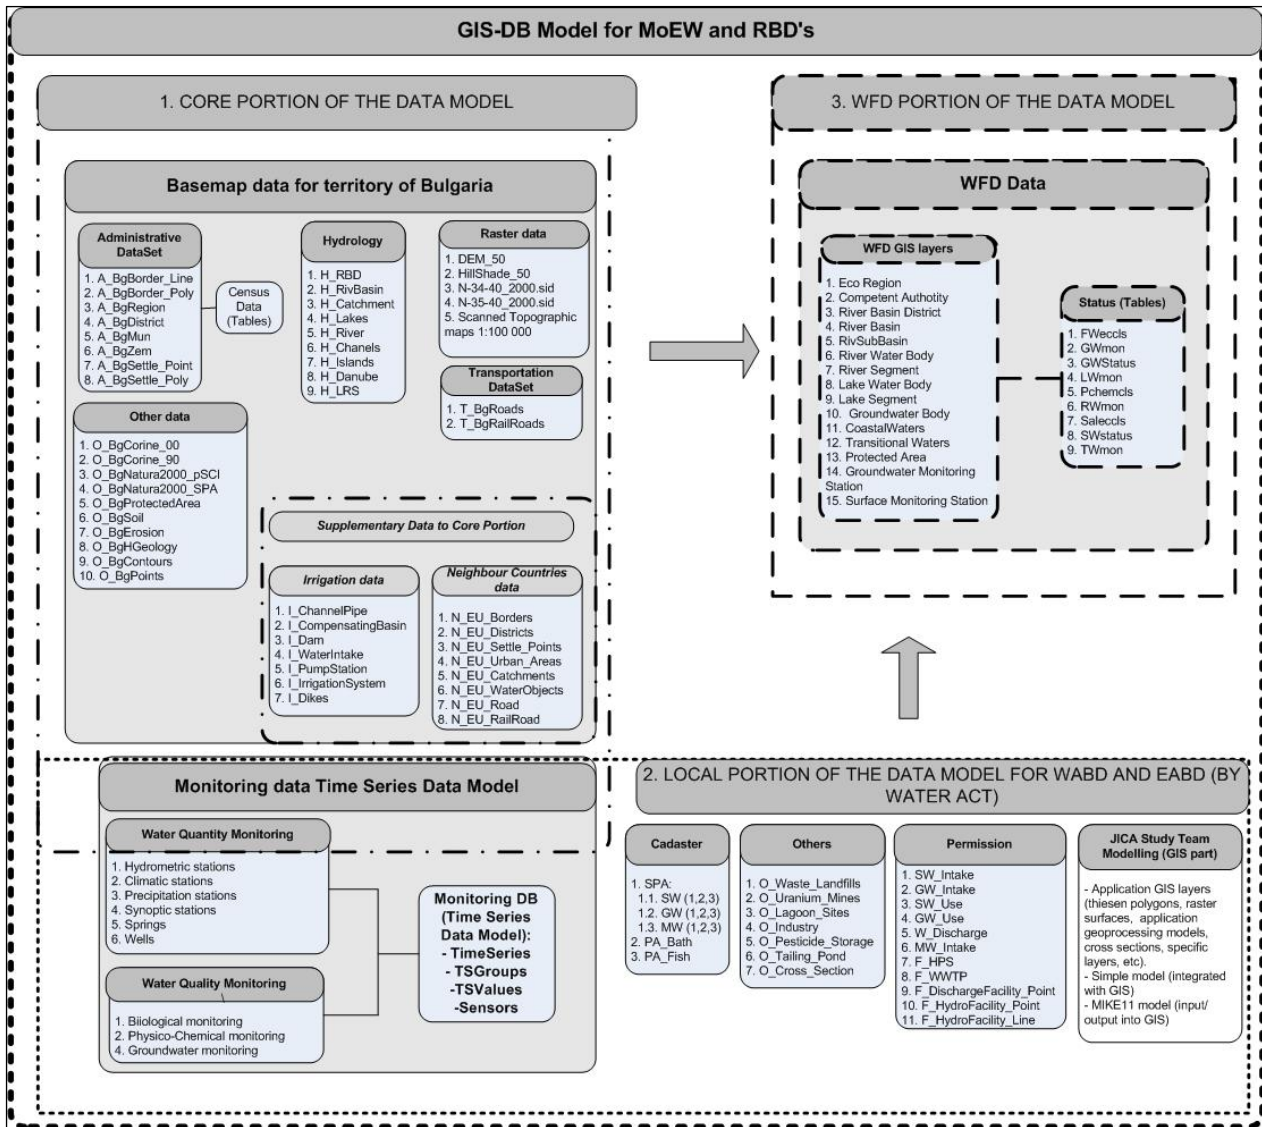 GIS-DB Model for MoEW and RBD's
1. CORE PORTION OF THE DATA MODEL
Basemap data for territory of Bulgaria
Administrative
DataSet
1. A_BgBorder_Line
2. A_BgBorder_Poly
3. A_BgRegion
4. A_BgDistrict
5. A_BgMun
6. A_BgZem
7. A_BgSettle_Point
8. A_BgSettle_Poly
Census
Data
(Tables)
Hydrology
1. H_RBD
2. H_RivBasin
3. H_Catchment
4. H_Lakes
5. H_River
6. H_Chanels
7. H_Islands
8. H_Danube
9. H_LRS
Raster data
1. DEM_50
2. HillShade_50
3. N-34-40_2000.sid
4. N-35-40_2000.sid
5. Scanned Topographic
maps 1:100 000
Transportation
DataSet
1. T_BgRoads
2. T_BgRailRoads
Other data
1. O_BgCorine_00
2. O_BgCorine_90
3. O_BgNatura2000_pSCI
4. O_BgNatura2000_SPA
5. O_BgProtectedArea
6. O_BgSoil
7. O_BgErosion
8. O_BgHGeology
9. O_BgContours
10. O_BgPoints
Supplementary Data to Core Portion
Irrigation data
1. I_ChannelPipe
2. I_CompensatingBasin
3. I_Dam
4. I_WaterIntake
5. I_PumpStation
6. I_IrrigationSystem
7. I_Dikes
Neighbour Countries
data
1. N_EU_Borders
2. N_EU_Districts
3. N_EU_Settle_Points
4. N_EU_Urban_Areas
5. N_EU_Catchments
6. N_EU_WaterObjects
7. N_EU_Road
8. N_EU_RailRoad
3. WFD PORTION OF THE DATA MODEL
WFD Data
WFD GIS layers
1. Eco Region
2. Competent Authotity
3. River Basin District
4. River Basin
5. RivSubBasin
6. River Water Body
7. River Segment
8. Lake Water Body
9. Lake Segment
10. Groundwater Body
11. CoastalWaters
12. Transitional Waters
13. Protected Area
14. Groundwater Monitoring
Station
15. Surface Monitoring Station
Status (Tables)
1. FWeccls
2. GWmon
3. GWStatus
4. LWmon
5. Pchemcls
6. RWmon
7. Saleccls
8. SWstatus
9. TWmon
Monitoring data Time Series Data Model
Water Quantity Monitoring
1. Hydrometric stations
2. Climatic stations
3. Precipitation stations
4. Synoptic stations
5. Springs
6. Wells
Water Quality Monitoring
1. Biiological monitoring
2. Physico-Chemical monitoring
4. Groundwater monitoring
Monitoring DB
(Time Series
Data Model):
- TimeSeries
- TSGroups
-TSValues
-Sensors
2. LOCAL PORTION OF THE DATA MODEL FOR WABD AND EABD (BY
WATER ACT)
Cadaster
1. SPA:
1.1. SW (1,2,3)
1.2. GW (1,2,3)
1.3. MW (1,2,3)
2. PA_Bath
3. PA_Fish
Others
1. O_Waste_Landfills
2. O_Uranium_Mines
3. O_Lagoon_Sites
4. O_Industry
5. O_Pesticide_Storage
6. O_Tailing_Pond
7. O_Cross_Section
Permission
1. SW_Intake
2. GW_Intake
3. SW_Use
4. GW_Use
5. W_Discharge
6. MW_Intake
7. F_HPS
8. F_WWTP
9. F_DischargeFacility_Point
10. F_HydroFacility_Point
11. F_HydroFacility_Line
JICA Study Team
Modelling (GIS part)
- Application GIS layers
(thiesen polygons, raster
surfaces, application
geoprocessing models,
cross sections, specific
layers, etc).
- Simple model (integrated
with GIS)
- MIKE11 model (input/
output into GIS)